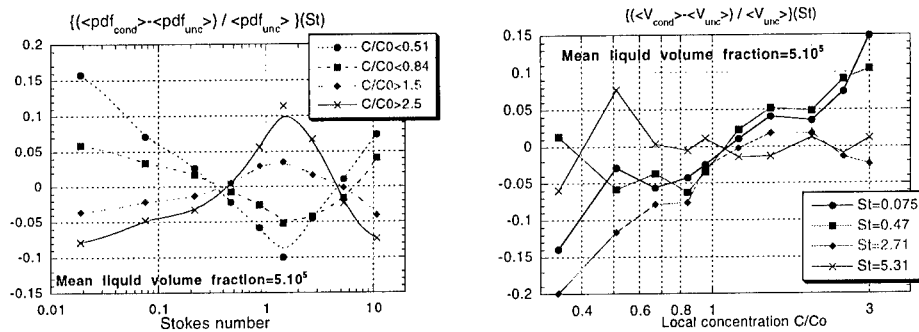 {(<pdf_cond>-<pdf_unc>) / <pdf_unc> }(St)
C/C0<0.51
C/C0<0.84
C/C0>1.5
C/C0>2.5
0.2
0.15
0.1
0.05
0
-0.05
-0.1
-0.15
Mean liquid volume fraction=5.10^5
0.01
0.1
1
10
Stokes number
{(<V_cond>-<V_unc>) / <V_unc>}(St)
0.15
0.1
0.05
0
-0.05
-0.1
-0.15
-0.2
Mean liquid volume fraction=5.10^5
St=0.075
St=0.47
St=2.71
St=5.31
0.4
0.6
0.8
1
3
Local concentration C/Co